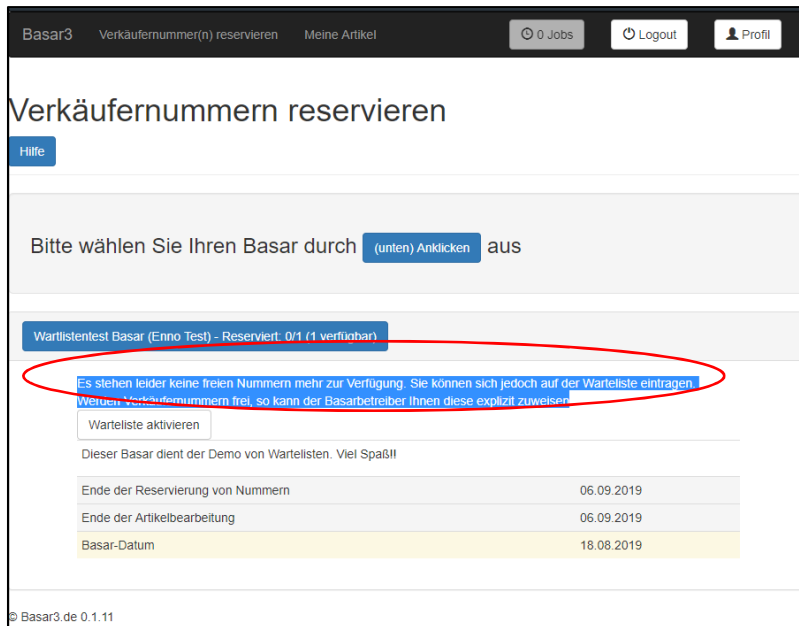 Basar3 Verkäufernummer(n) reservieren Meine Artikel 0 Jobs Logout Profil
Verkäufernummern reservieren
Hilfe
Bitte wählen Sie Ihren Basar durch (unten) Anklicken aus
Wartlistentest Basar (Enno Test) - Reserviert: 0/1 (1 verfügbar)
Es stehen leider keine freien Nummern mehr zur Verfügung. Sie können sich jedoch auf der Warteliste eintragen.
Werden Verkäufernummern frei, so kann der Basarbetreiber Ihnen diese explizit zuweisen
Warteliste aktivieren
Dieser Basar dient der Demo von Wartelisten. Viel Spaß!!
Ende der Reservierung von Nummern 06.09.2019
Ende der Artikelbearbeitung 06.09.2019
Basar-Datum 18.08.2019
© Basar3.de 0.1.11